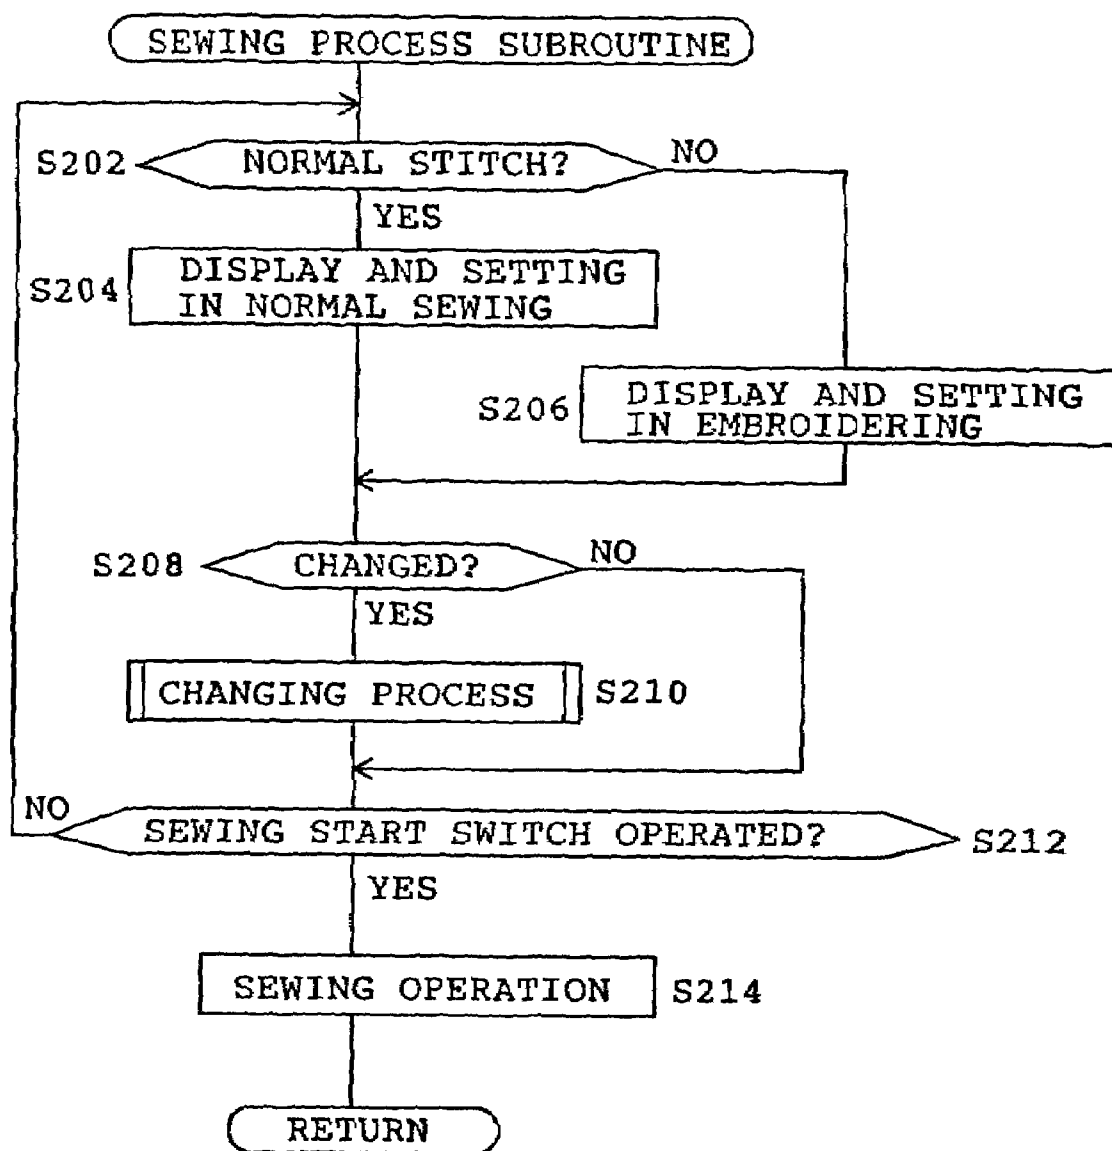 SEWING PROCESS SUBROUTINE
S202
NORMAL STITCH?
NO
YES
S204
DISPLAY AND SETTING
IN NORMAL SEWING
S206
DISPLAY AND SETTING
IN EMBROIDERING
S208
CHANGED?
NO
YES
CHANGING PROCESS
S210
NO
SEWING START SWITCH OPERATED?
S212
YES
SEWING OPERATION
S214
RETURN